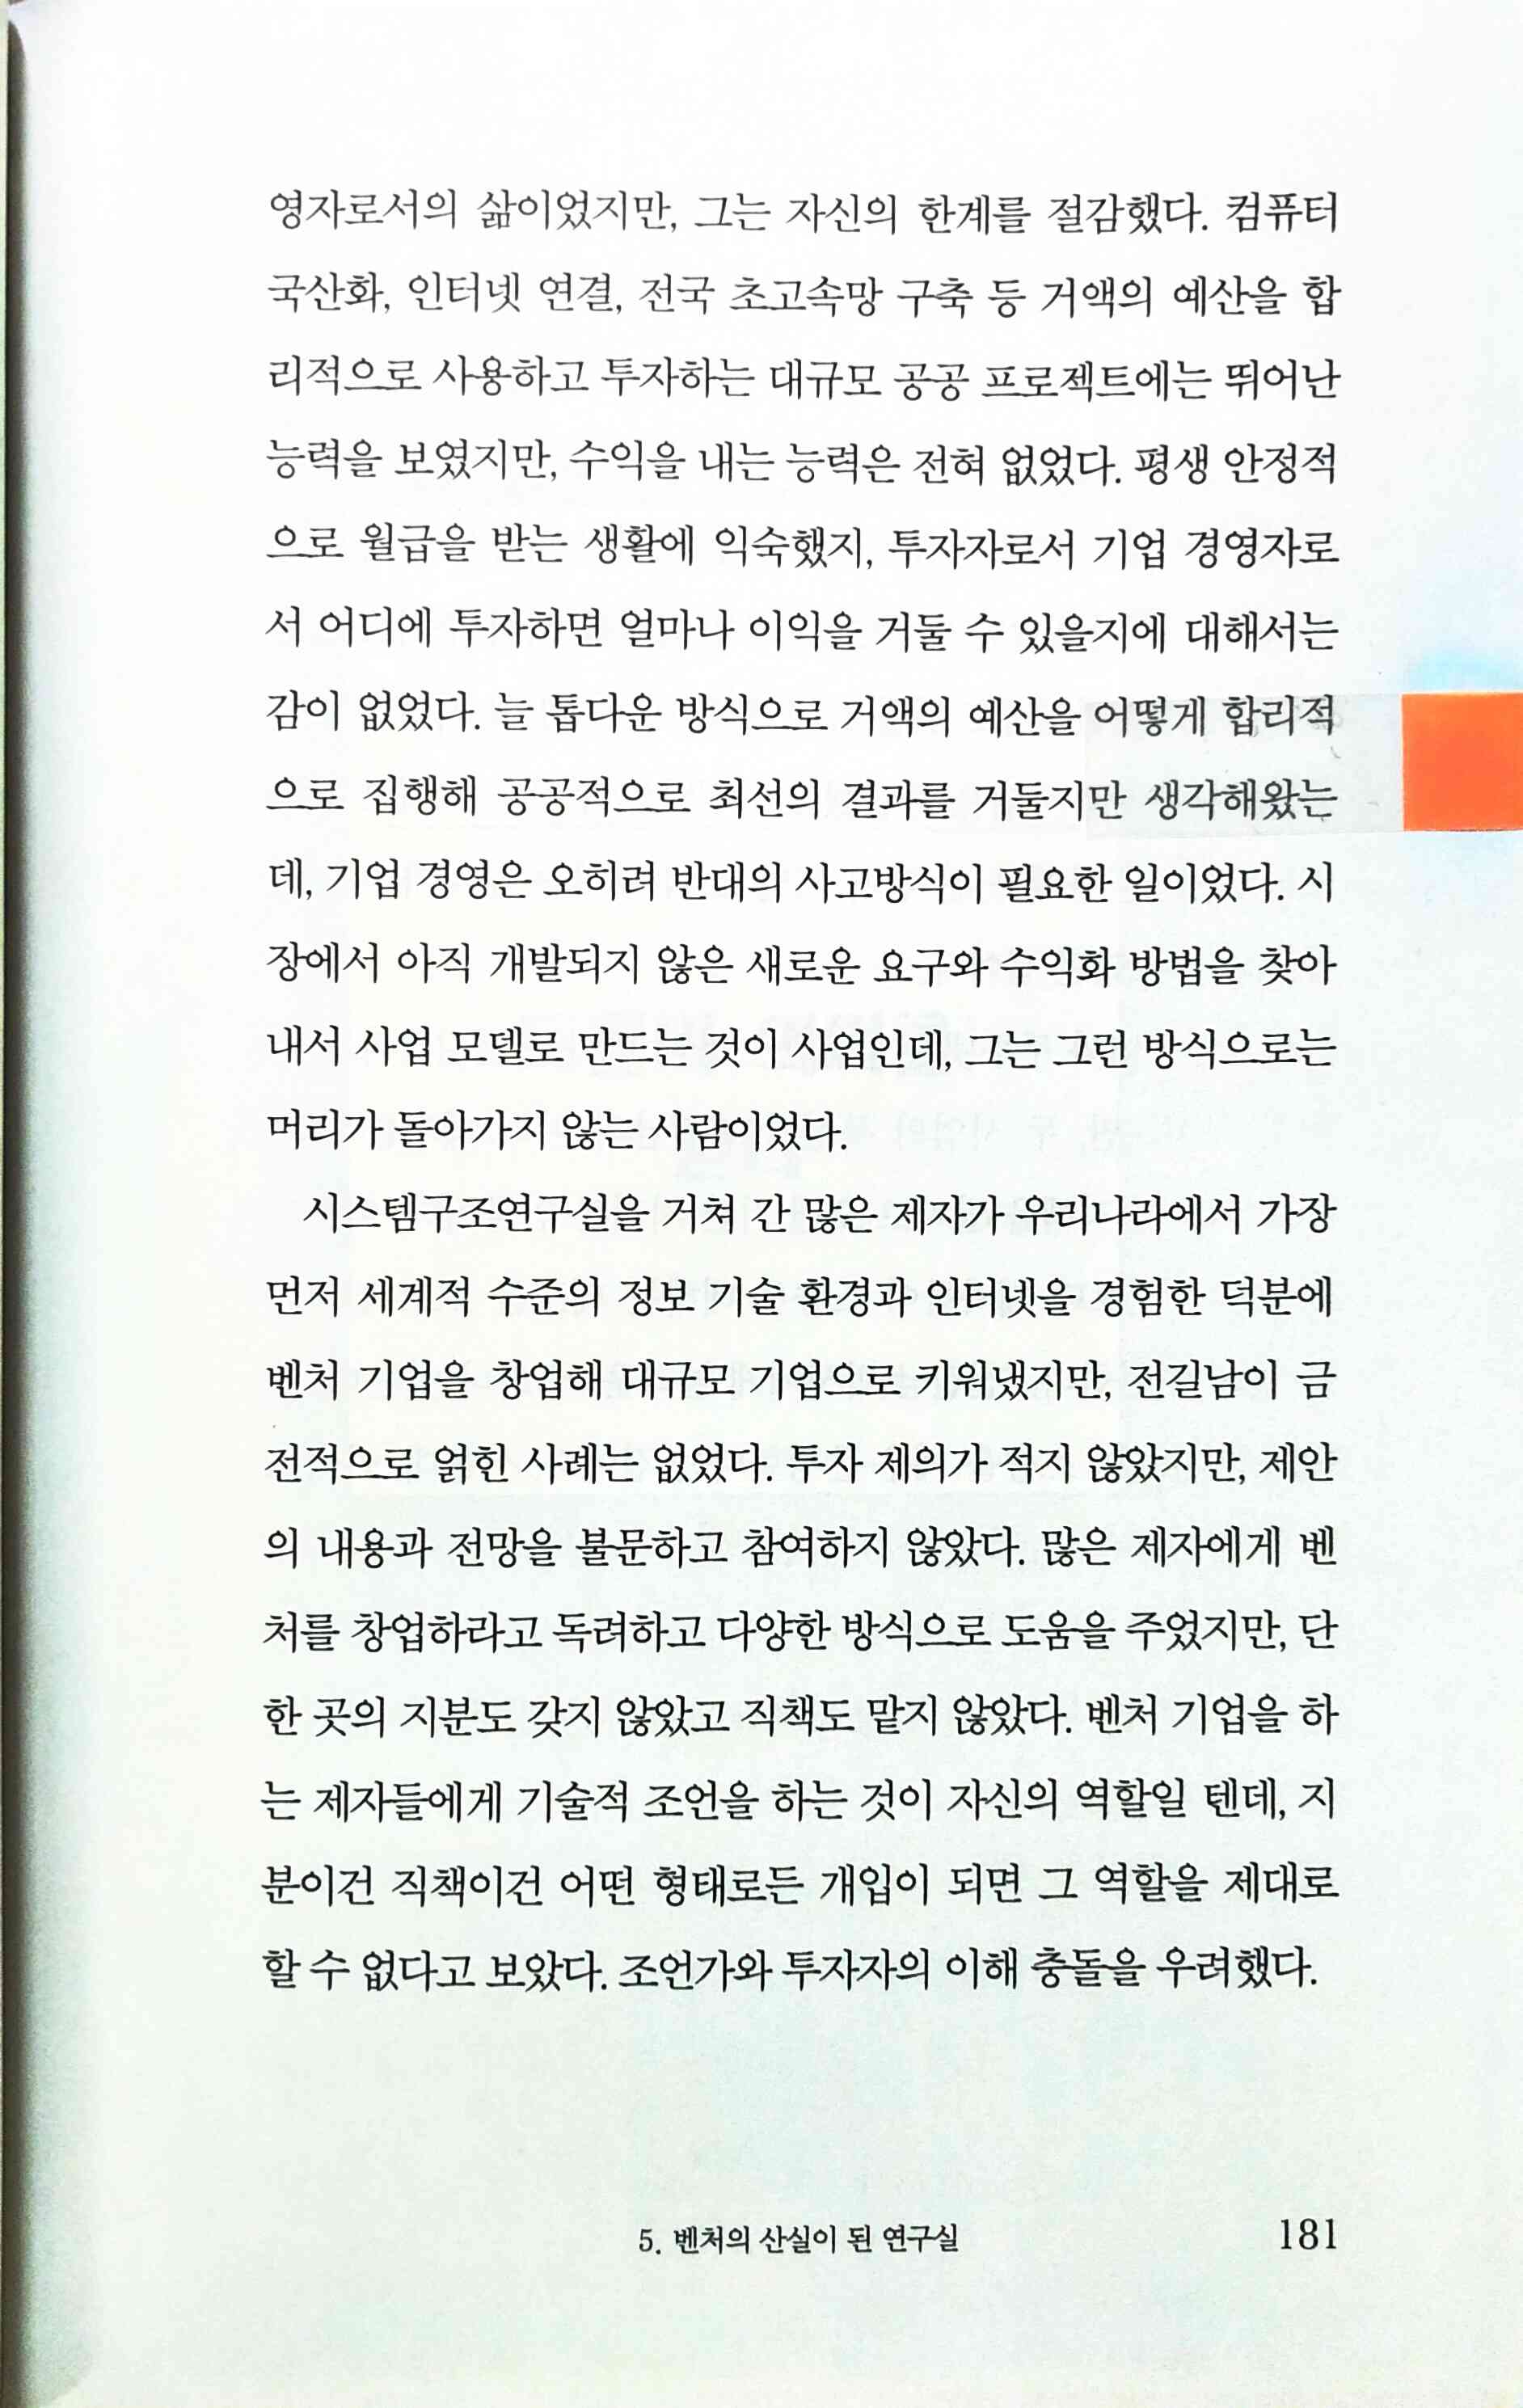 영자로서의 삶이었지만, 그는 자신의 한계를 절감했다. 컴퓨터
국산화, 인터넷 연결, 전국 초고속망 구축 등 거액의 예산을 합
리적으로 사용하고 투자하는 대규모 공공 프로젝트에는 뛰어난
능력을 보였지만, 수익을 내는 능력은 전혀 없었다. 평생 안정적
으로 월급을 받는 생활에 익숙했지, 투자자로서 기업 경영자로
서 어디에 투자하면 얼마나 이익을 거둘 수 있을지에 대해서는
감이 없었다. 늘 톱다운 방식으로 거액의 예산을 어떻게 합리적
으로 집행해 공공적으로 최선의 결과를 거둘지만 생각해왔는
데, 기업 경영은 오히려 반대의 사고방식이 필요한 일이었다. 시
장에서 아직 개발되지 않은 새로운 요구와 수익화 방법을 찾아
내서 사업 모델로 만드는 것이 사업인데, 그는 그런 방식으로는
머리가 돌아가지 않는 사람이었다.
시스템구조연구실을 거쳐 간 많은 제자가 우리나라에서 가장
먼저 세계적 수준의 정보 기술 환경과 인터넷을 경험한 덕분에
벤처 기업을 창업해 대규모 기업으로 키워냈지만, 전길남이 금
전적으로 얽힌 사례는 없었다. 투자 제의가 적지 않았지만, 제안
의 내용과 전망을 불문하고 참여하지 않았다. 많은 제자에게 벤
처를 창업하라고 독려하고 다양한 방식으로 도움을 주었지만, 단
한 곳의 지분도 갖지 않았고 직책도 맡지 않았다. 벤처 기업을 하
는 제자들에게 기술적 조언을 하는 것이 자신의 역할일 텐데, 지
분이건 직책이건 어떤 형태로든 개입이 되면 그 역할을 제대로
할 수 없다고 보았다. 조언가와 투자자의 이해 충돌을 우려했다.
5. 벤처의 산실이 된 연구실 181